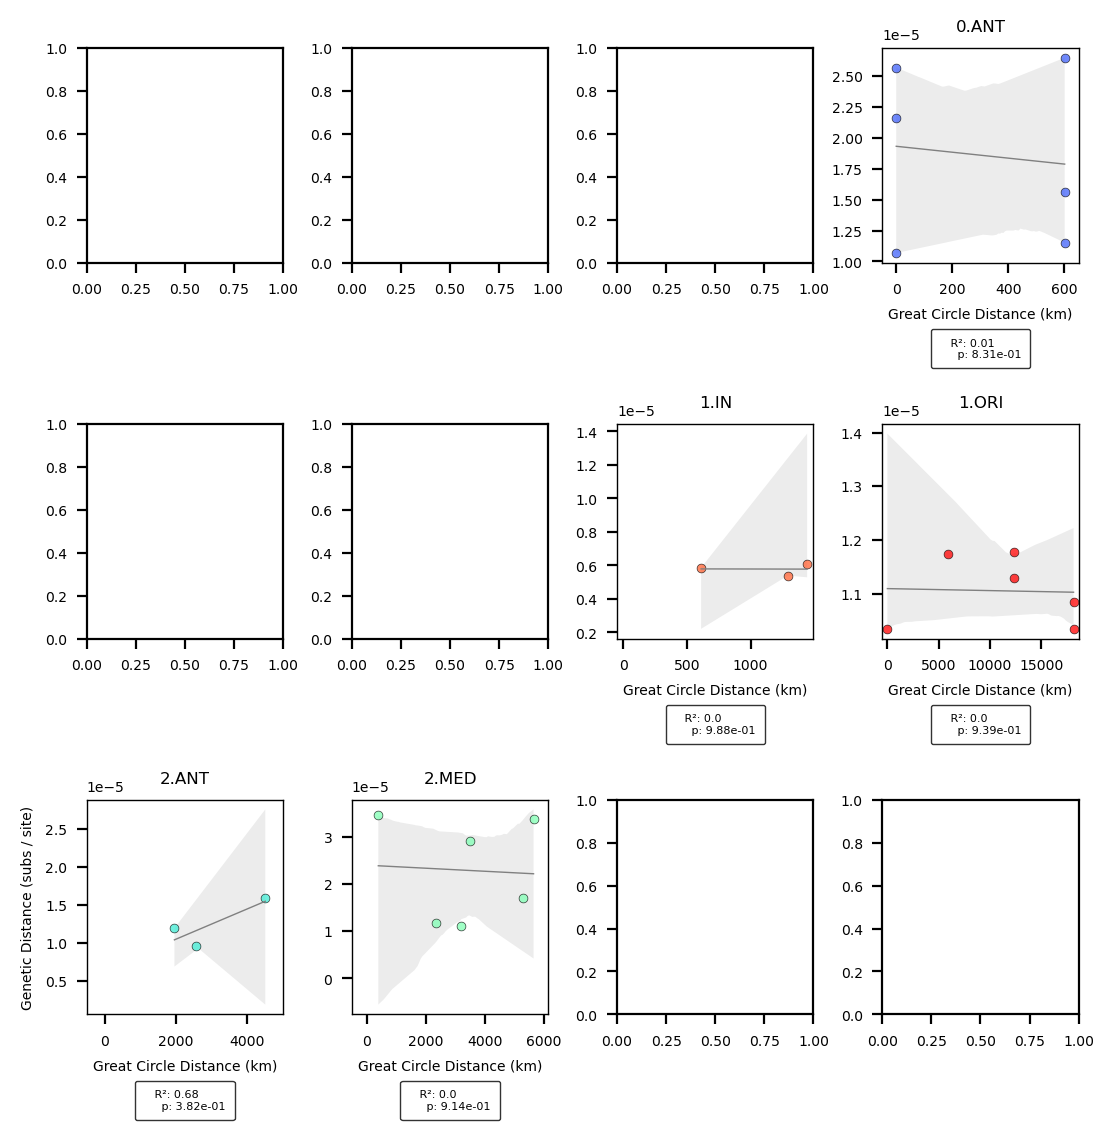 0.ANT
1e−5
1.0
0.8
0.6
0.4
0.2
0.0
0.00 0.25 0.50 0.75 1.00
1.0
0.8
0.6
0.4
0.2
0.0
0.00 0.25 0.50 0.75 1.00
1.0
0.8
0.6
0.4
0.2
0.0
0.00 0.25 0.50 0.75 1.00
2.50
2.25
2.00
1.75
1.50
1.25
1.00
0 200 400 600
Great Circle Distance (km)
R²: 0.01
p: 8.31e-01
1.0
0.8
0.6
0.4
0.2
0.0
0.00 0.25 0.50 0.75 1.00
1.0
0.8
0.6
0.4
0.2
0.0
0.00 0.25 0.50 0.75 1.00
1.IN
1e−5
1.4
1.2
1.0
0.8
0.6
0.4
0.2
0 500 1000
Great Circle Distance (km)
R²: 0.0
p: 9.88e-01
1.ORI
1e−5
1.4
1.3
1.2
1.1
0 5000 10000 15000
Great Circle Distance (km)
R²: 0.0
p: 9.39e-01
2.ANT
1e−5
Genetic Distance (subs / site)
2.5
2.0
1.5
1.0
0.5
0 2000 4000
Great Circle Distance (km)
R²: 0.68
p: 3.82e-01
2.MED
1e−5
3
2
1
0
0 2000 4000 6000
Great Circle Distance (km)
R²: 0.0
p: 9.14e-01
1.0
0.8
0.6
0.4
0.2
0.0
0.00 0.25 0.50 0.75 1.00
1.0
0.8
0.6
0.4
0.2
0.0
0.00 0.25 0.50 0.75 1.00